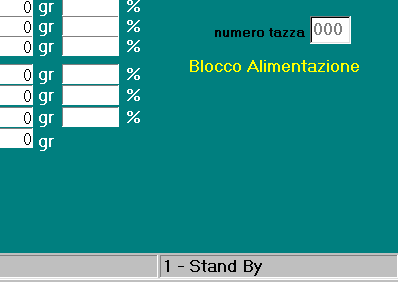 0 gr %
0 gr %
numero tazza 000
0 gr %
Blocco Alimentazione
0 gr %
0 gr %
0 gr %
0 gr
1 - Stand By